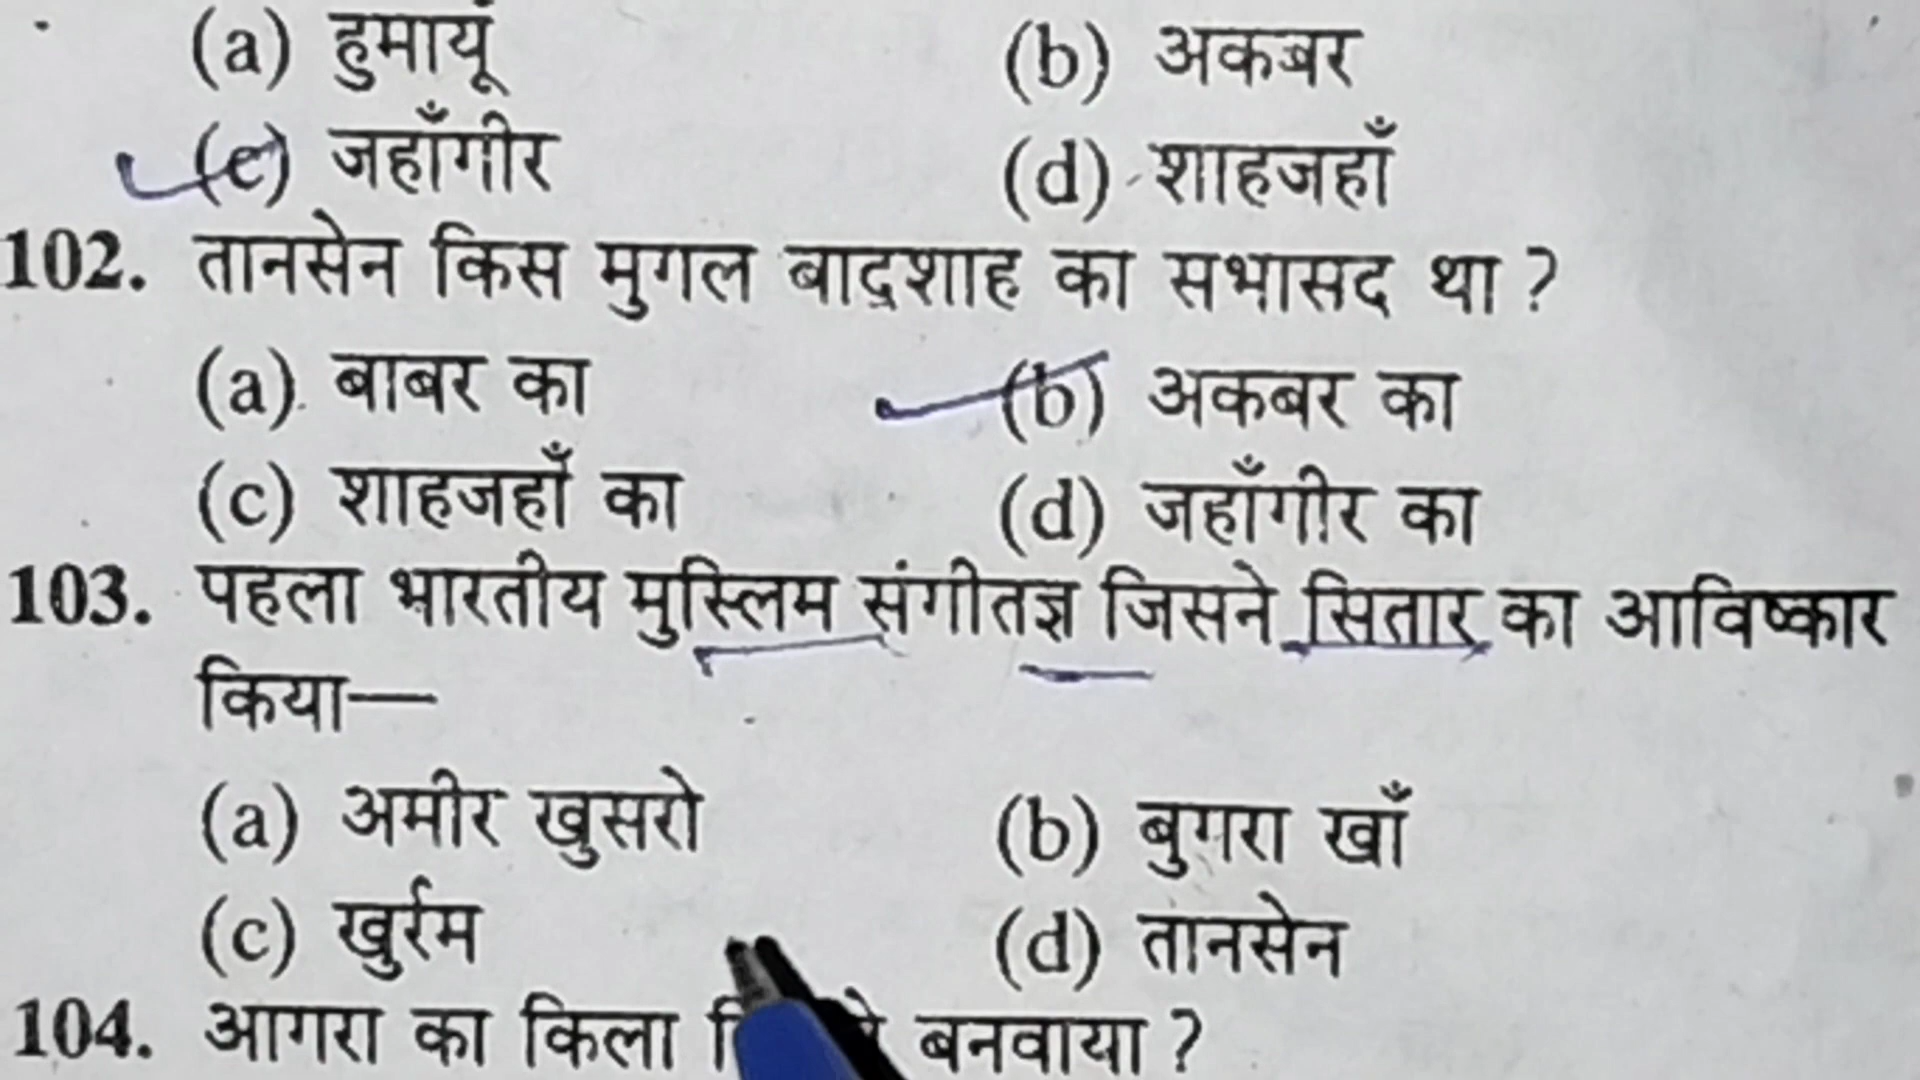 (a) हुमायूं (b) अकबर
(c) जहाँगीर (d) शाहजहाँ
102. तानसेन किस मुगल बादशाह का सभासद था ?
(a) बाबर का (b) अकबर का
(c) शाहजहाँ का (d) जहाँगीर का
103. पहला भारतीय मुस्लिम संगीतज्ञ जिसने सितार का आविष्कार
किया—
(a) अमीर खुसरो (b) बुगरा खाँ
(c) खुर्रम (d) तानसेन
104. आगरा का किला बनवाया ?